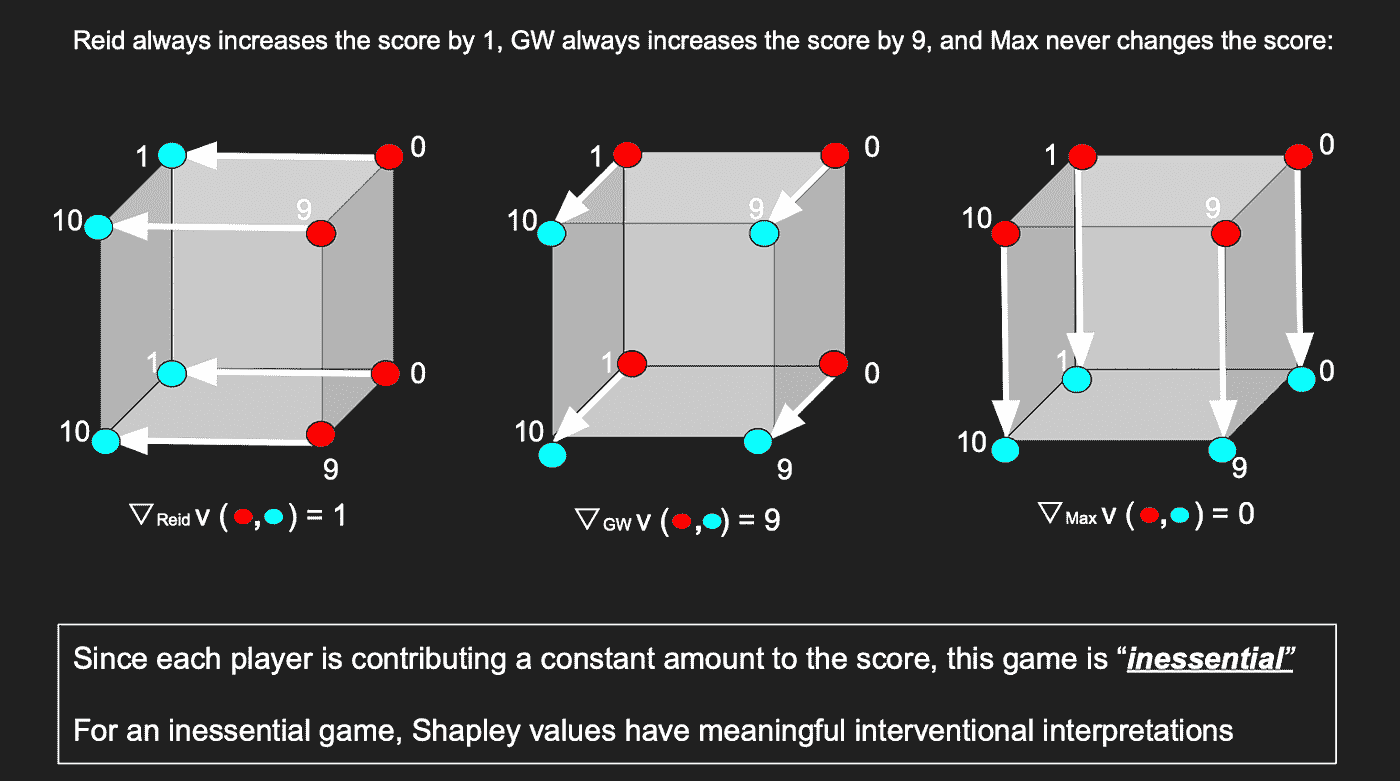 Reid always increases the score by 1, GW always increases the score by 9, and Max never changes the score:
1 0
10 9
1 0
10 9
1 0
10 9
1 0
10 9
1 0
10 9
1 0
10 9
▽Reid v ( , ) = 1
▽GW v ( , ) = 9
▽Max v ( , ) = 0
Since each player is contributing a constant amount to the score, this game is “inessential”
For an inessential game, Shapley values have meaningful interventional interpretations